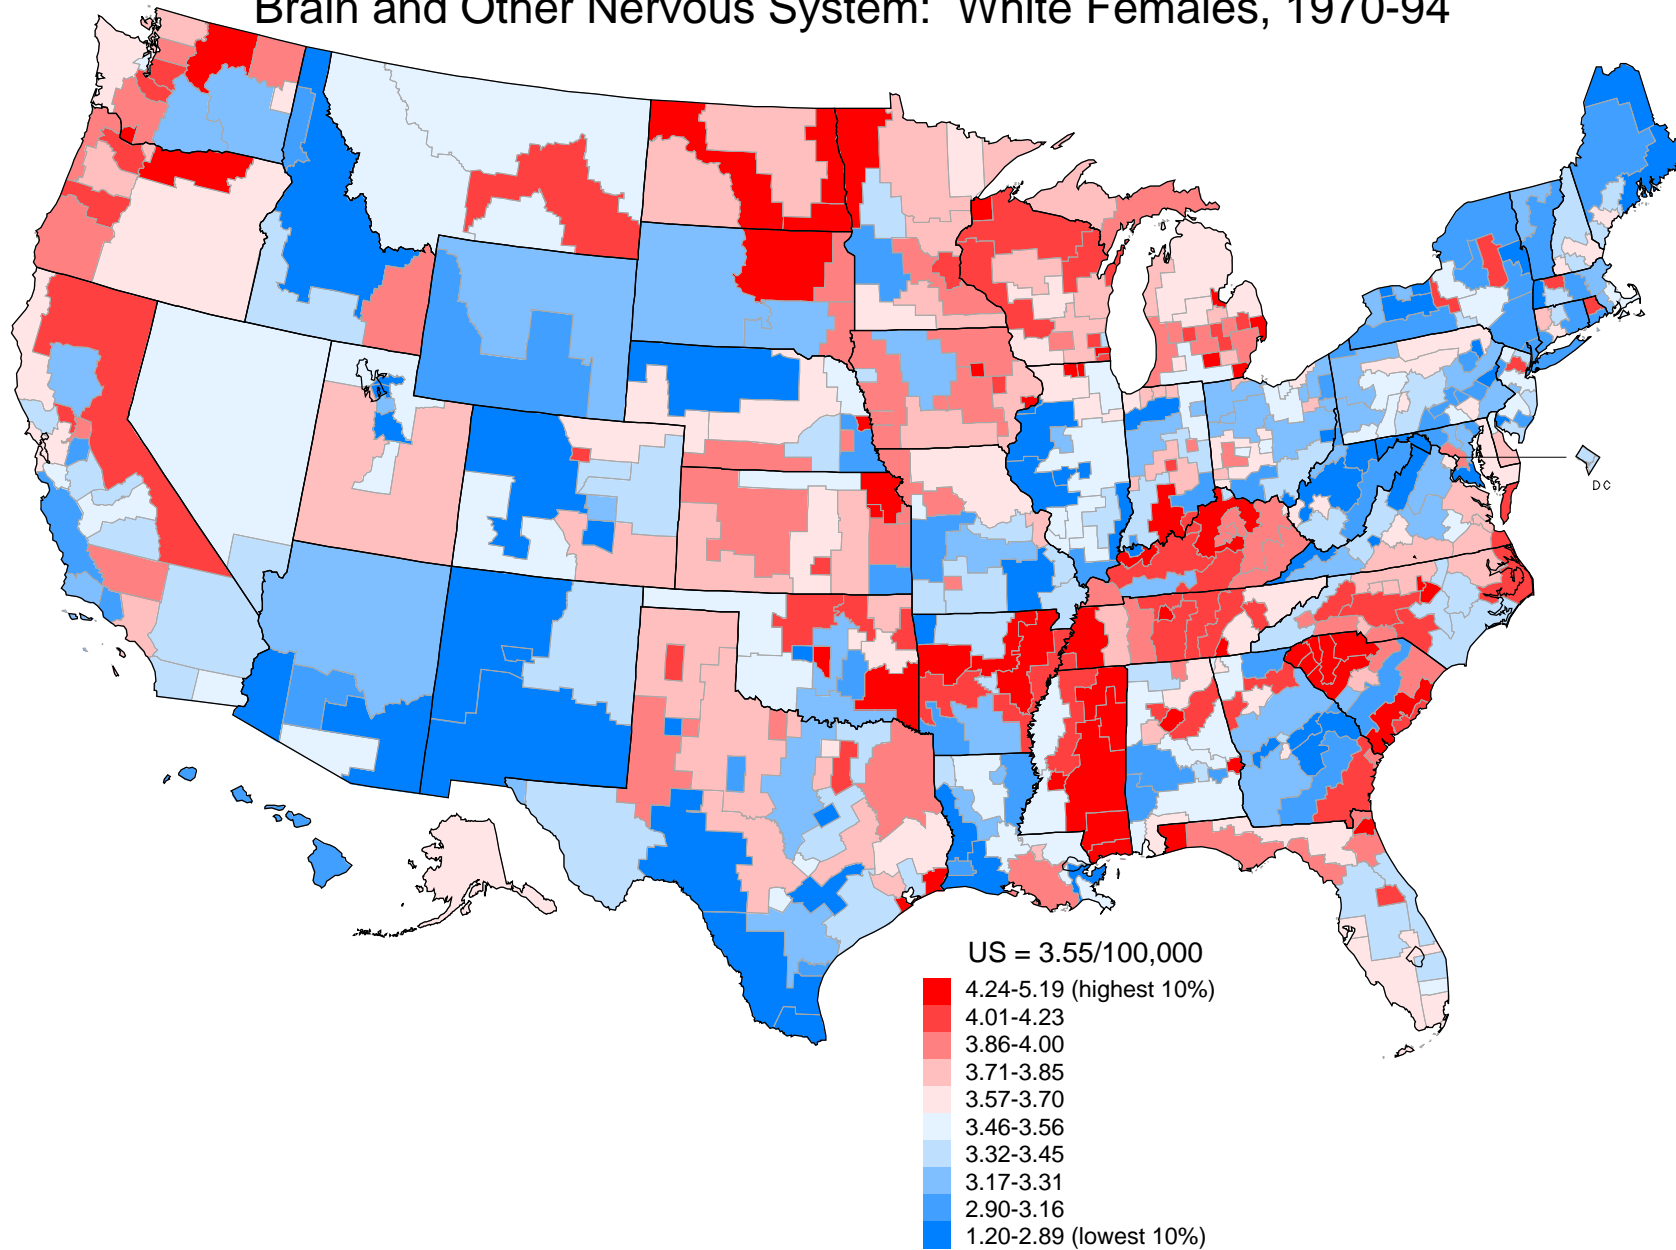 Brain and Other Nervous System: White Females, 1970-94
DC
US = 3.55/100,000
4.24-5.19 (highest 10%)
4.01-4.23
3.86-4.00
3.71-3.85
3.57-3.70
3.46-3.56
3.32-3.45
3.17-3.31
2.90-3.16
1.20-2.89 (lowest 10%)